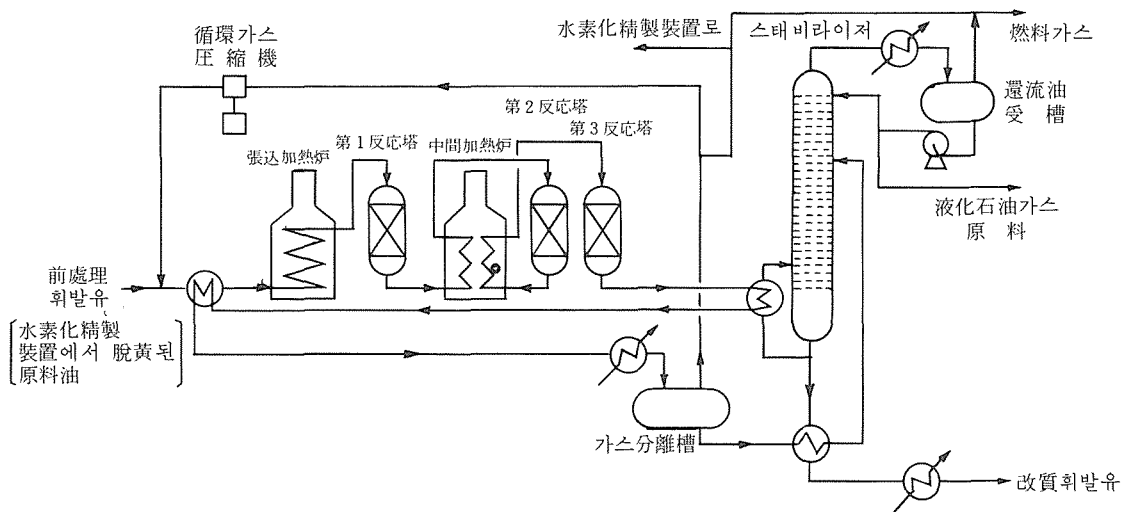 循環가스
圧縮機
水素化精製装置로
스태비라이저
燃料가스
還流油
受槽
第2反応塔
第1反応塔
中間加熱炉
第3反応塔
張込加熱炉
液化石油가스
原料
前處理
휘발유
水素化精製
装置에서 脫黃된
原料油
가스分離槽
改質휘발유